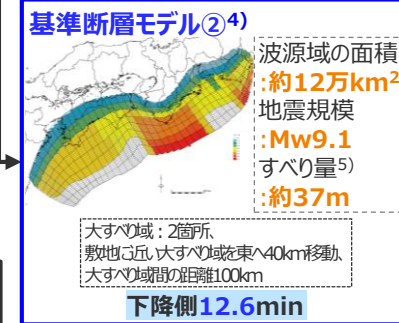 基準断層モデル②4)
波源域の面積
:約12万km2
地震規模
:Mw9.1
すべり量5)
:約37m
大すべり域:2箇所、
敷地に近い大すべり域を東へ40km移動、
大すべり域間の距離100km
下降側12.6min